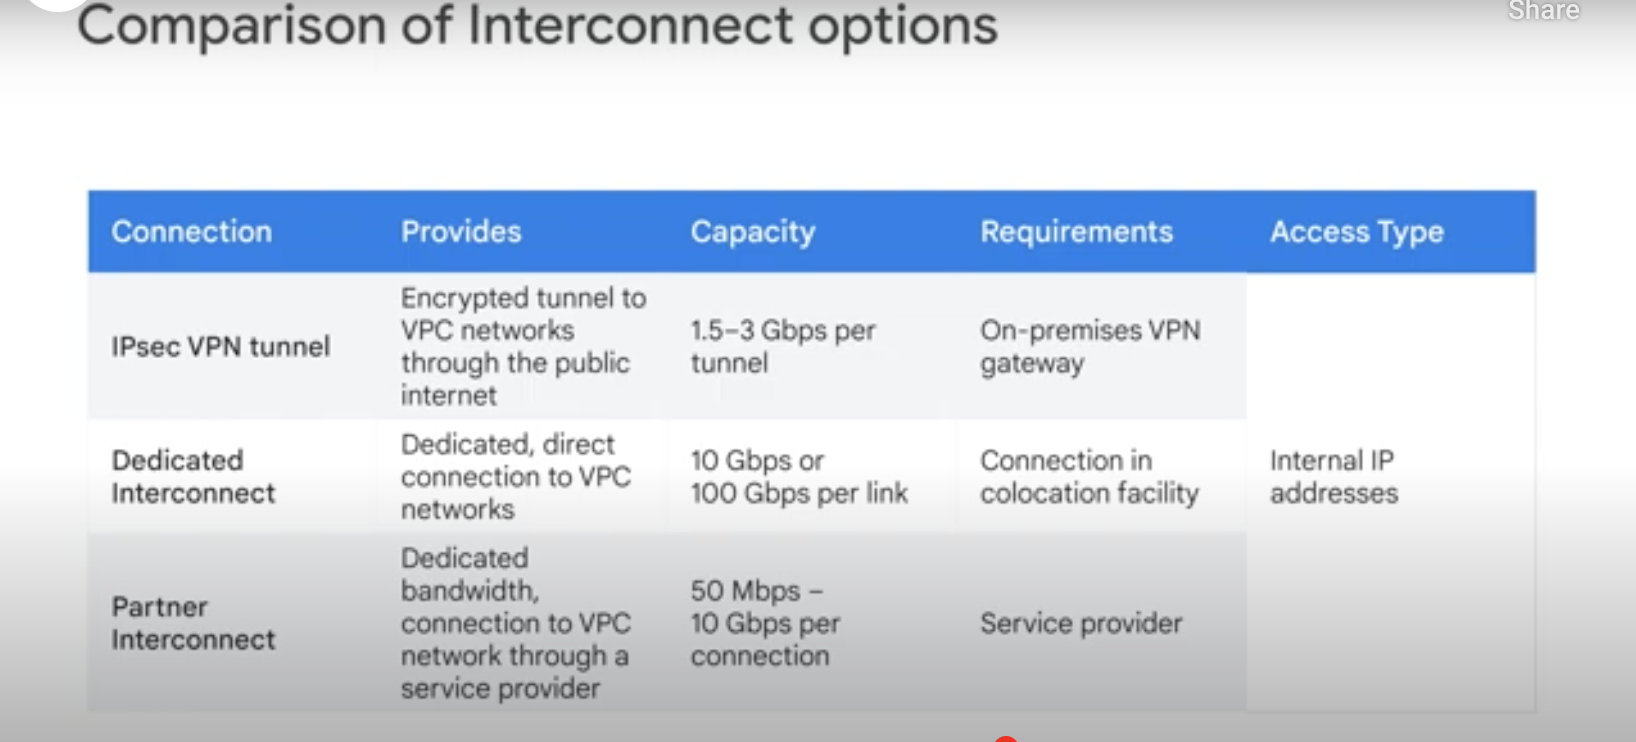 Comparison of Interconnect options
Share
Connection
Provides
Capacity
Requirements
Access Type
IPsec VPN tunnel
Encrypted tunnel to
VPC networks
through the public
internet
1.5–3 Gbps per
tunnel
On-premises VPN
gateway
Dedicated
Interconnect
Dedicated, direct
connection to VPC
networks
10 Gbps or
100 Gbps per link
Connection in
colocation facility
Internal IP
addresses
Partner
Interconnect
Dedicated
bandwidth,
connection to VPC
network through a
service provider
50 Mbps –
10 Gbps per
connection
Service provider